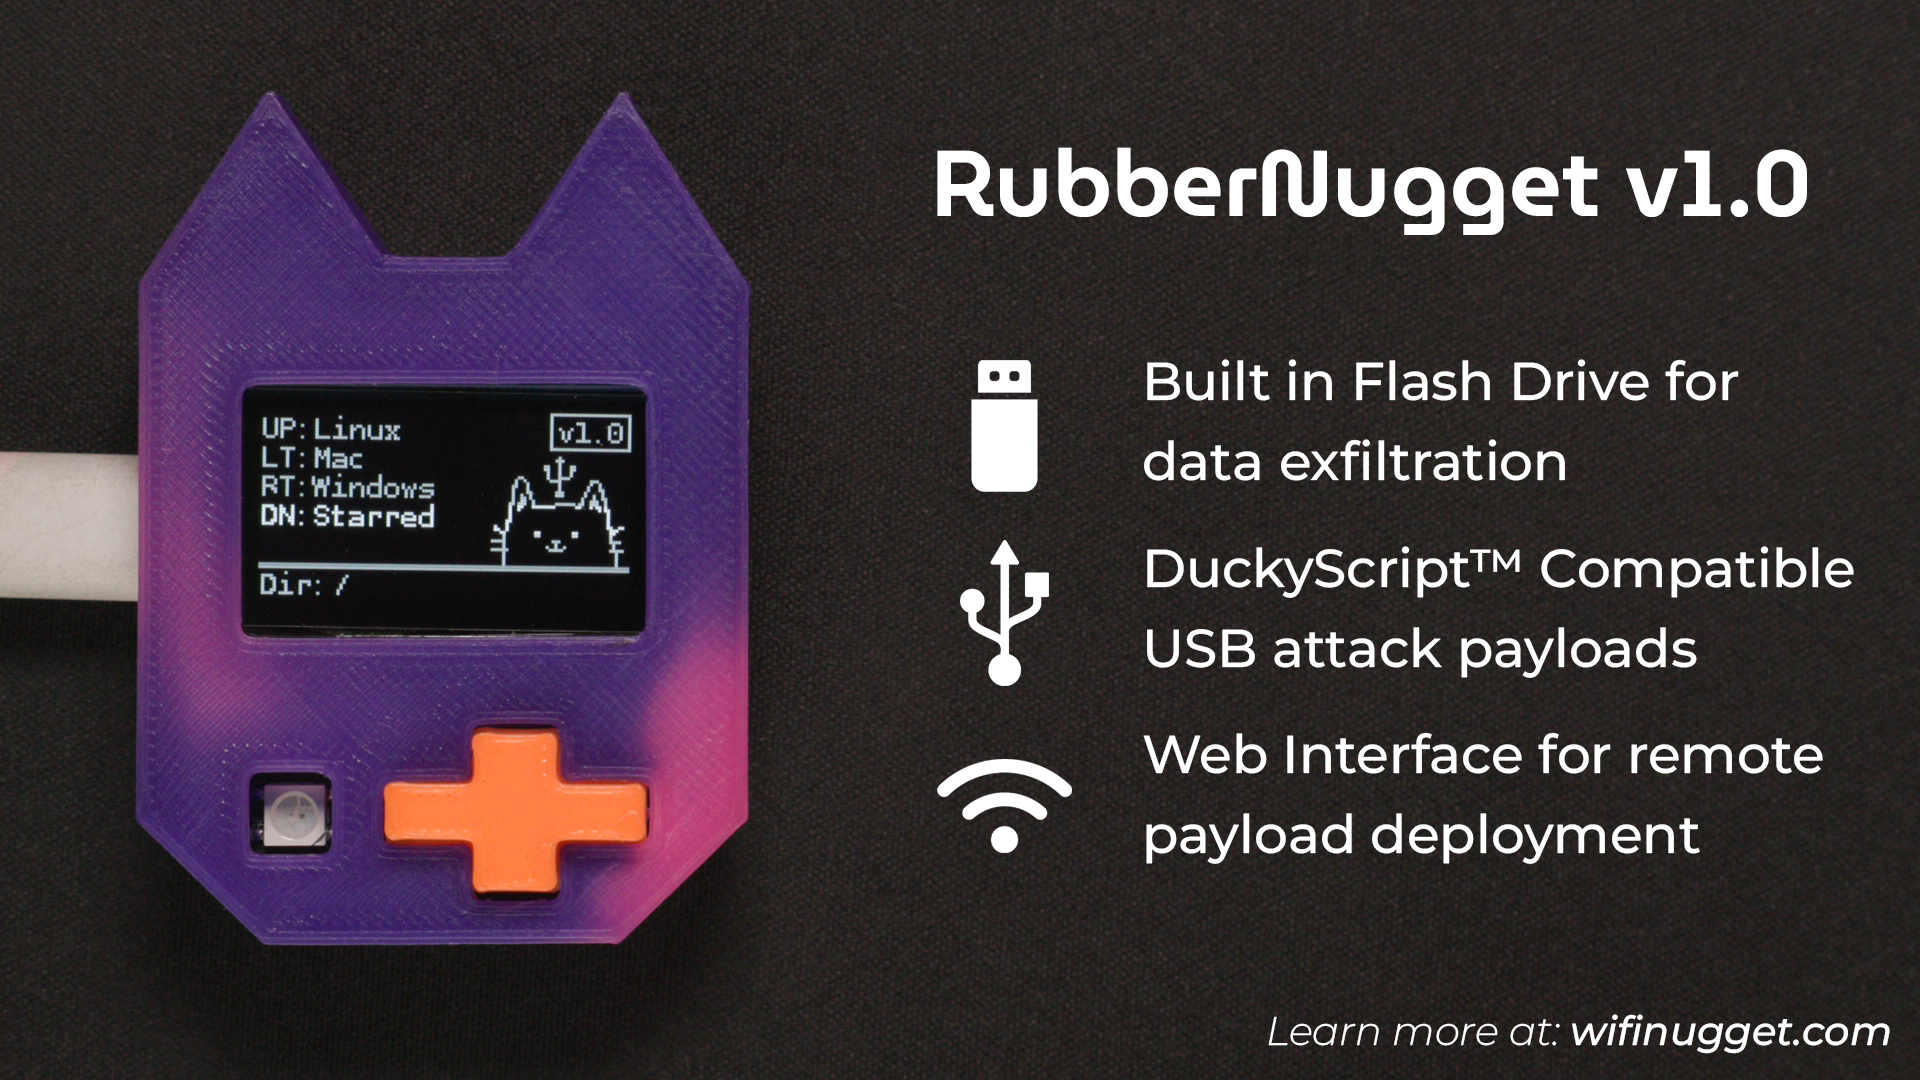 RubberNugget v1.0
UP: Linux
LT: Mac
RT: Windows
DN: Starred
v1.0
Dir: /
Built in Flash Drive for
data exfiltration
DuckyScript™ Compatible
USB attack payloads
Web Interface for remote
payload deployment
Learn more at: wifinugget.com